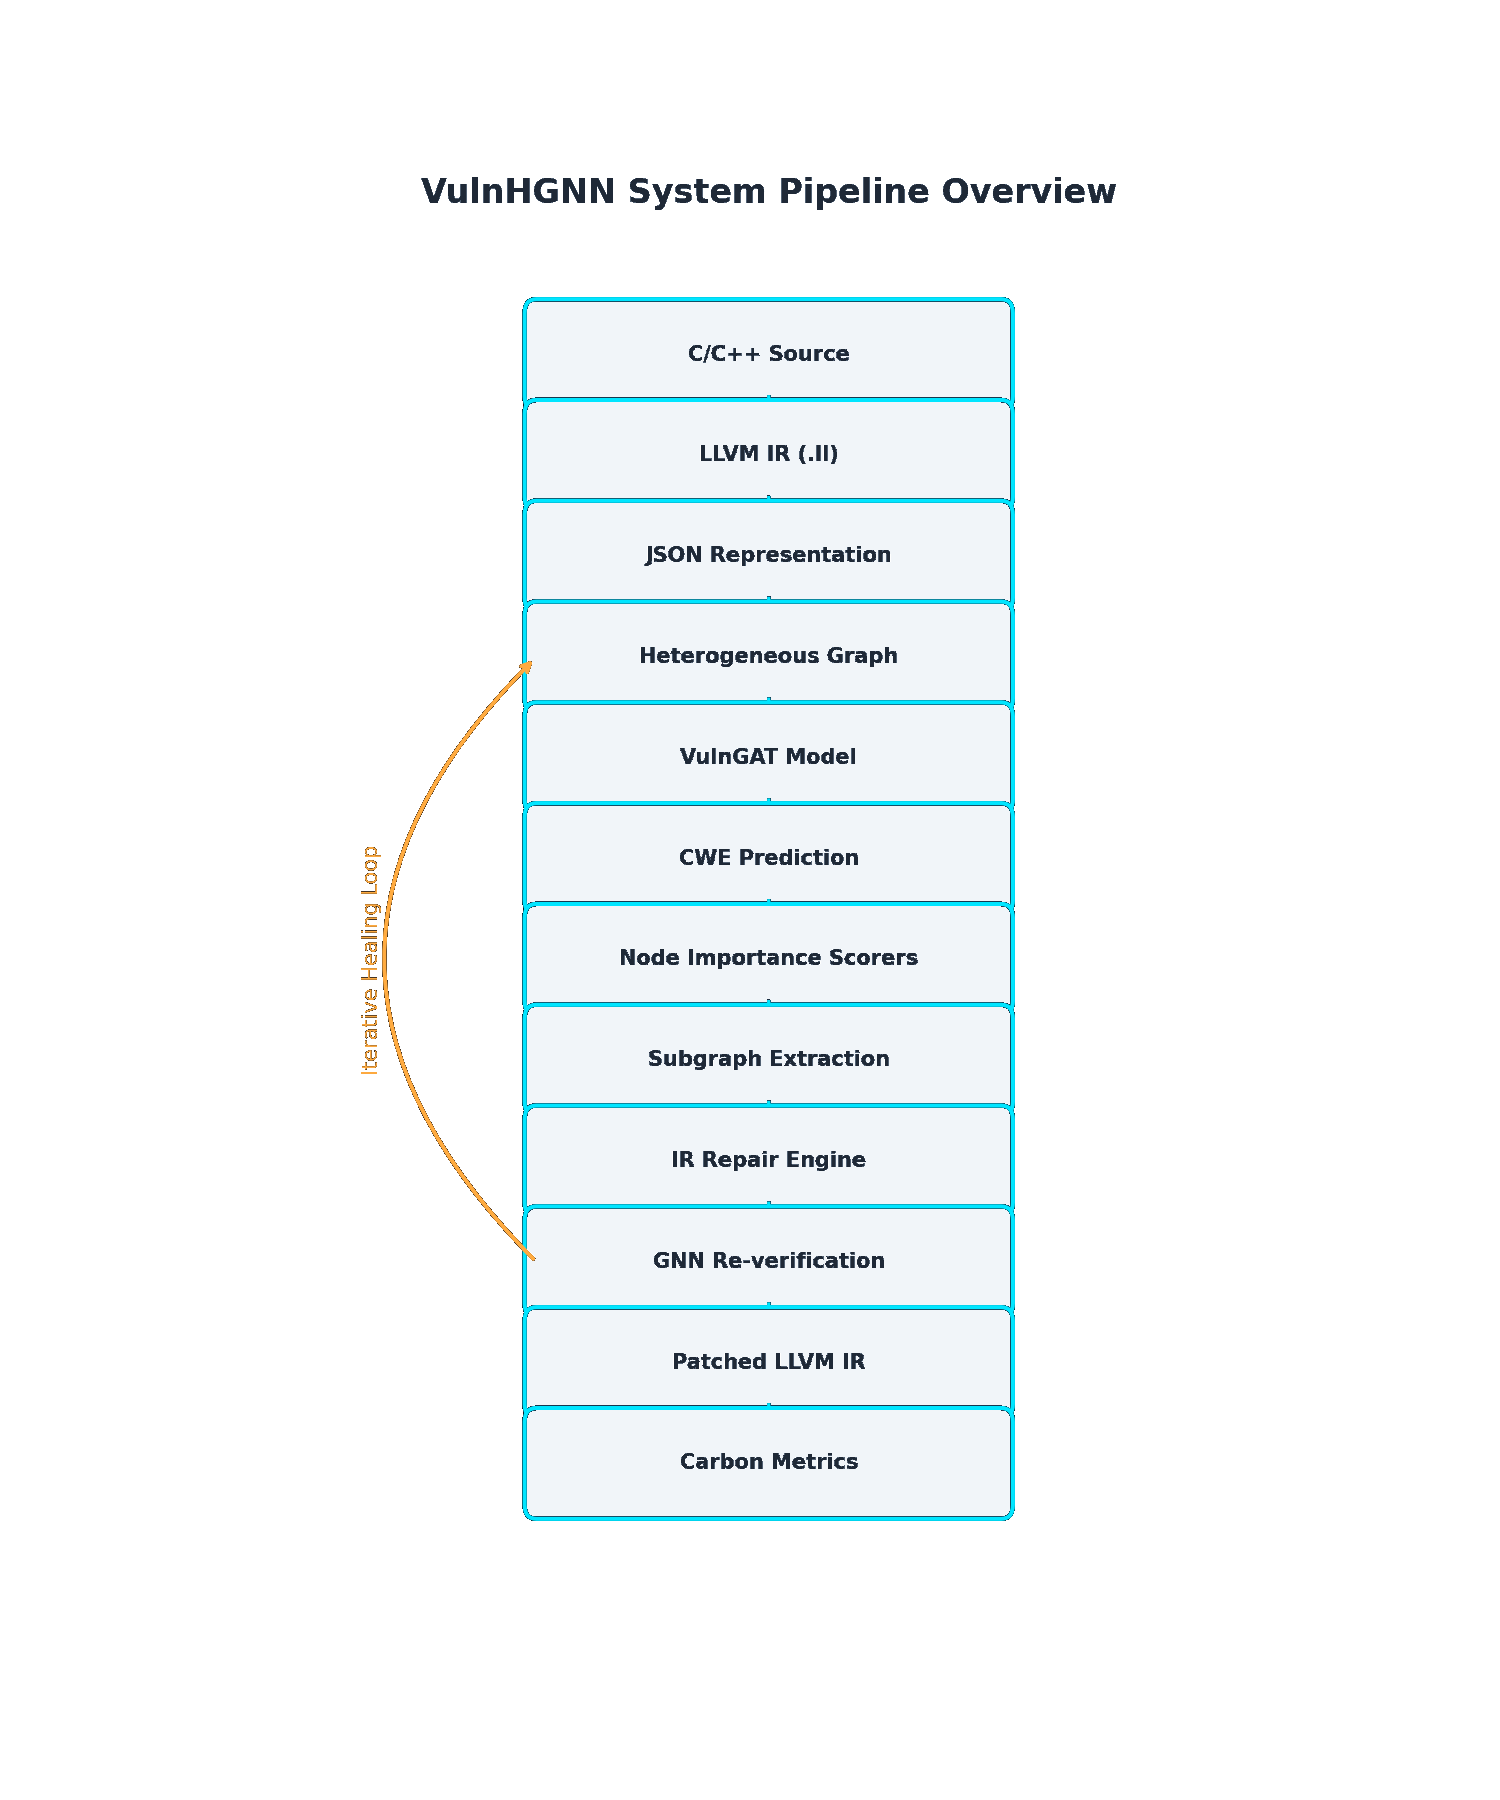 VulnHGNN System Pipeline Overview
C/C++ Source
LLVM IR (.ll)
JSON Representation
Heterogeneous Graph
VulnGAT Model
CWE Prediction
Iterative Healing Loop
Node Importance Scorers
Subgraph Extraction
IR Repair Engine
GNN Re-verification
Patched LLVM IR
Carbon Metrics